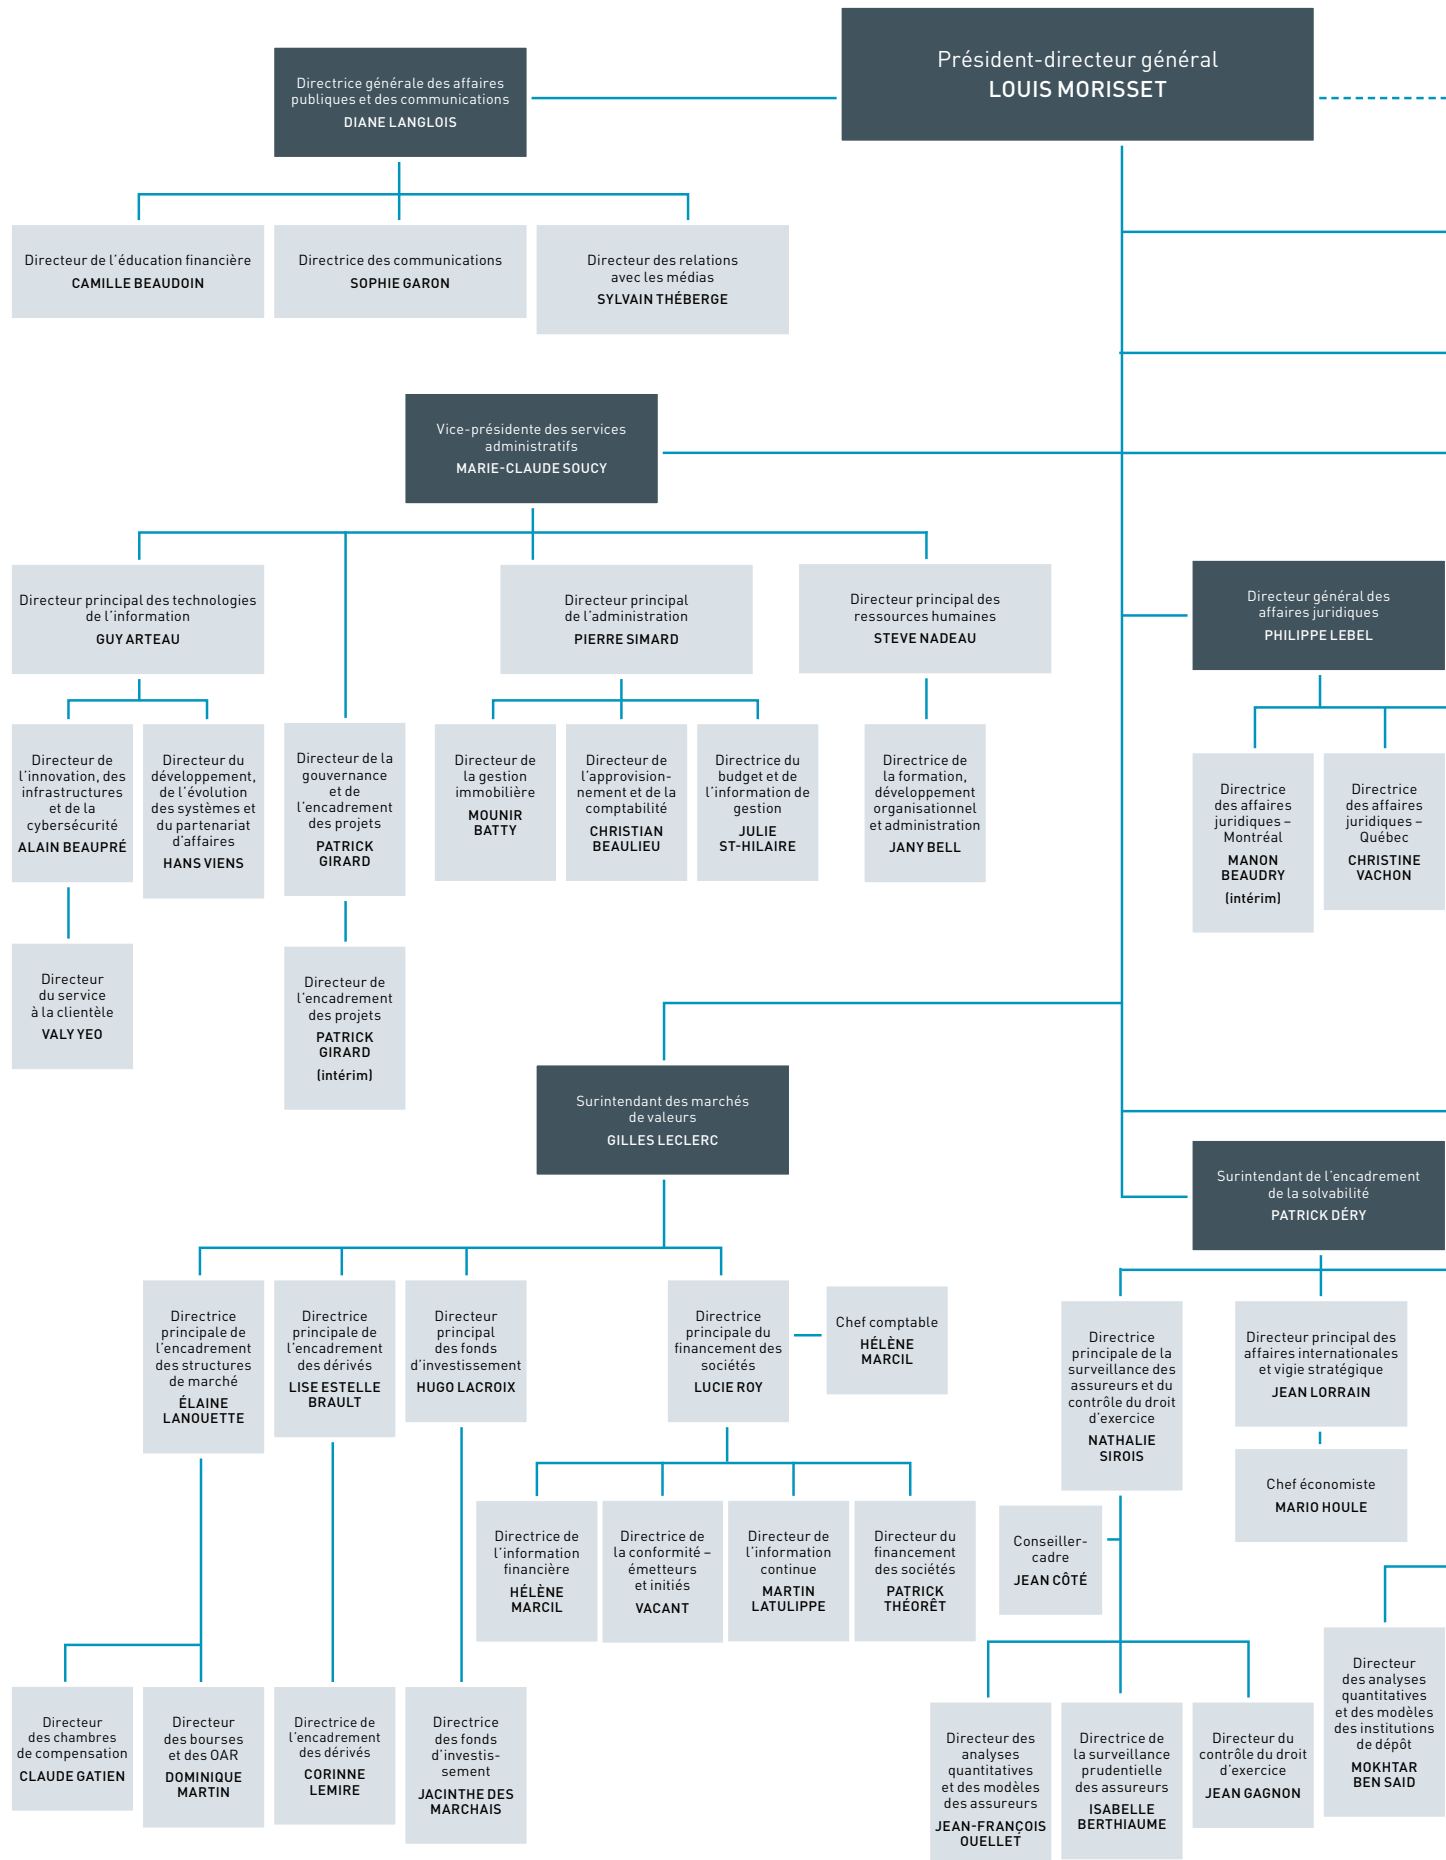 Président-directeur général
LOUIS MORISSET
Directrice générale des affaires
publiques et des communications
DIANE LANGLOIS
Directeur de l'éducation financière
CAMILLE BEAUDOIN
Directrice des communications
SOPHIE GARON
Directeur des relations
avec les médias
SYLVAIN THÉBERGE
Vice-présidente des services
administratifs
MARIE-CLAUDE SOUCY
Directeur principal des technologies
de l'information
GUY ARTEAU
Directeur principal
de l'administration
PIERRE SIMARD
Directeur principal des
ressources humaines
STEVE NADEAU
Directeur général des
affaires juridiques
PHILIPPE LEBEL
Directeur de
l'innovation, des
infrastructures
et de la
cybersécurité
ALAIN BEAUPRÉ
Directeur du
développement,
de l'évolution
des systèmes et
du partenariat
d'affaires
HANS VIENS
Directeur de la
gouvernance
et de
l'encadrement
des projets
PATRICK
GIRARD
Directeur de
la gestion
immobilière
MOUNIR
BATTY
Directeur de
l'approvision-
nement et de la
comptabilité
CHRISTIAN
BEAULIEU
Directrice du
budget et de
l'information de
gestion
JULIE
ST-HILAIRE
Directrice de
la formation,
développement
organisationnel
et administration
JANY BELL
Directrice
des affaires
juridiques –
Montréal
MANON
BEAUDRY
(intérim)
Directrice
des affaires
juridiques –
Québec
CHRISTINE
VACHON
Directeur
du service
à la clientèle
VALY YEO
Directeur de
l'encadrement
des projets
PATRICK
GIRARD
(intérim)
Surintendant des marchés
de valeurs
GILLES LECLERC
Surintendant de l'encadrement
de la solvabilité
PATRICK DÉRY
Directrice
principale de
l'encadrement
des structures
de marché
ÉLAINE
LANOUETTE
Directrice
principale de
l'encadrement
des dérivés
LISE ESTELLE
BRAULT
Directeur
principal
des fonds
d'investissement
HUGO LACROIX
Directrice
principale du
financement des
sociétés
LUCIE ROY
Chef comptable
HÉLÈNE
MARCIL
Directrice
principale de la
surveillance des
assureurs et du
contrôle du droit
d'exercice
NATHALIE
SIROIS
Directeur principal des
affaires internationales
et vigie stratégique
JEAN LORRAIN
Chef économiste
MARIO HOULE
Directrice de
l'information
financière
HÉLÈNE
MARCIL
Directrice de
la conformité –
émetteurs
et initiés
VACANT
Directeur de
l'information
continue
MARTIN
LATULIPPE
Directeur du
financement
des sociétés
PATRICK
THÉORÊT
Conseiller-
cadre
JEAN CÔTÉ
Directeur
des chambres
de compensation
CLAUDE GATIEN
Directeur
des bourses
et des OAR
DOMINIQUE
MARTIN
Directrice de
l'encadrement
des dérivés
CORINNE
LEMIRE
Directrice
des fonds
d'investis-
sement
JACINTHE DES
MARCHAIS
Directeur des
analyses
quantitatives
et des modèles
des assureurs
JEAN-FRANÇOIS
OUELLET
Directrice de
la surveillance
prudentielle
des assureurs
ISABELLE
BERTHIAUME
Directeur du
contrôle du droit
d'exercice
JEAN GAGNON
Directeur
des analyses
quantitatives
et des modèles
des institutions
de dépôt
MOKHTAR
BEN SAID